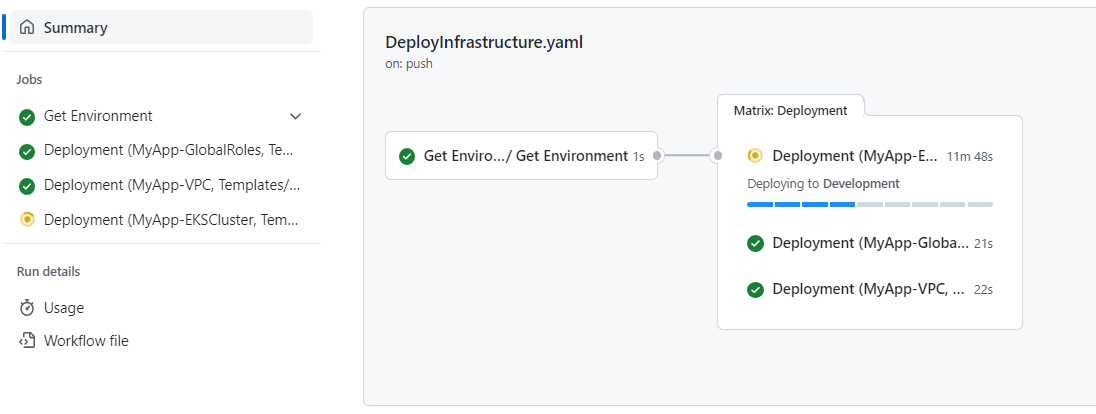 Summary
Jobs
Get Environment
Deployment (MyApp-GlobalRoles, Te...
Deployment (MyApp-VPC, Templates/...
Deployment (MyApp-EKSCluster, Tem...
Run details
Usage
Workflow file
DeployInfrastructure.yaml
on: push
Get Enviro.../ Get Environment 1s
Matrix: Deployment
Deployment (MyApp-E... 11m 48s
Deploying to Development
Deployment (MyApp-Globa... 21s
Deployment (MyApp-VPC, ... 22s